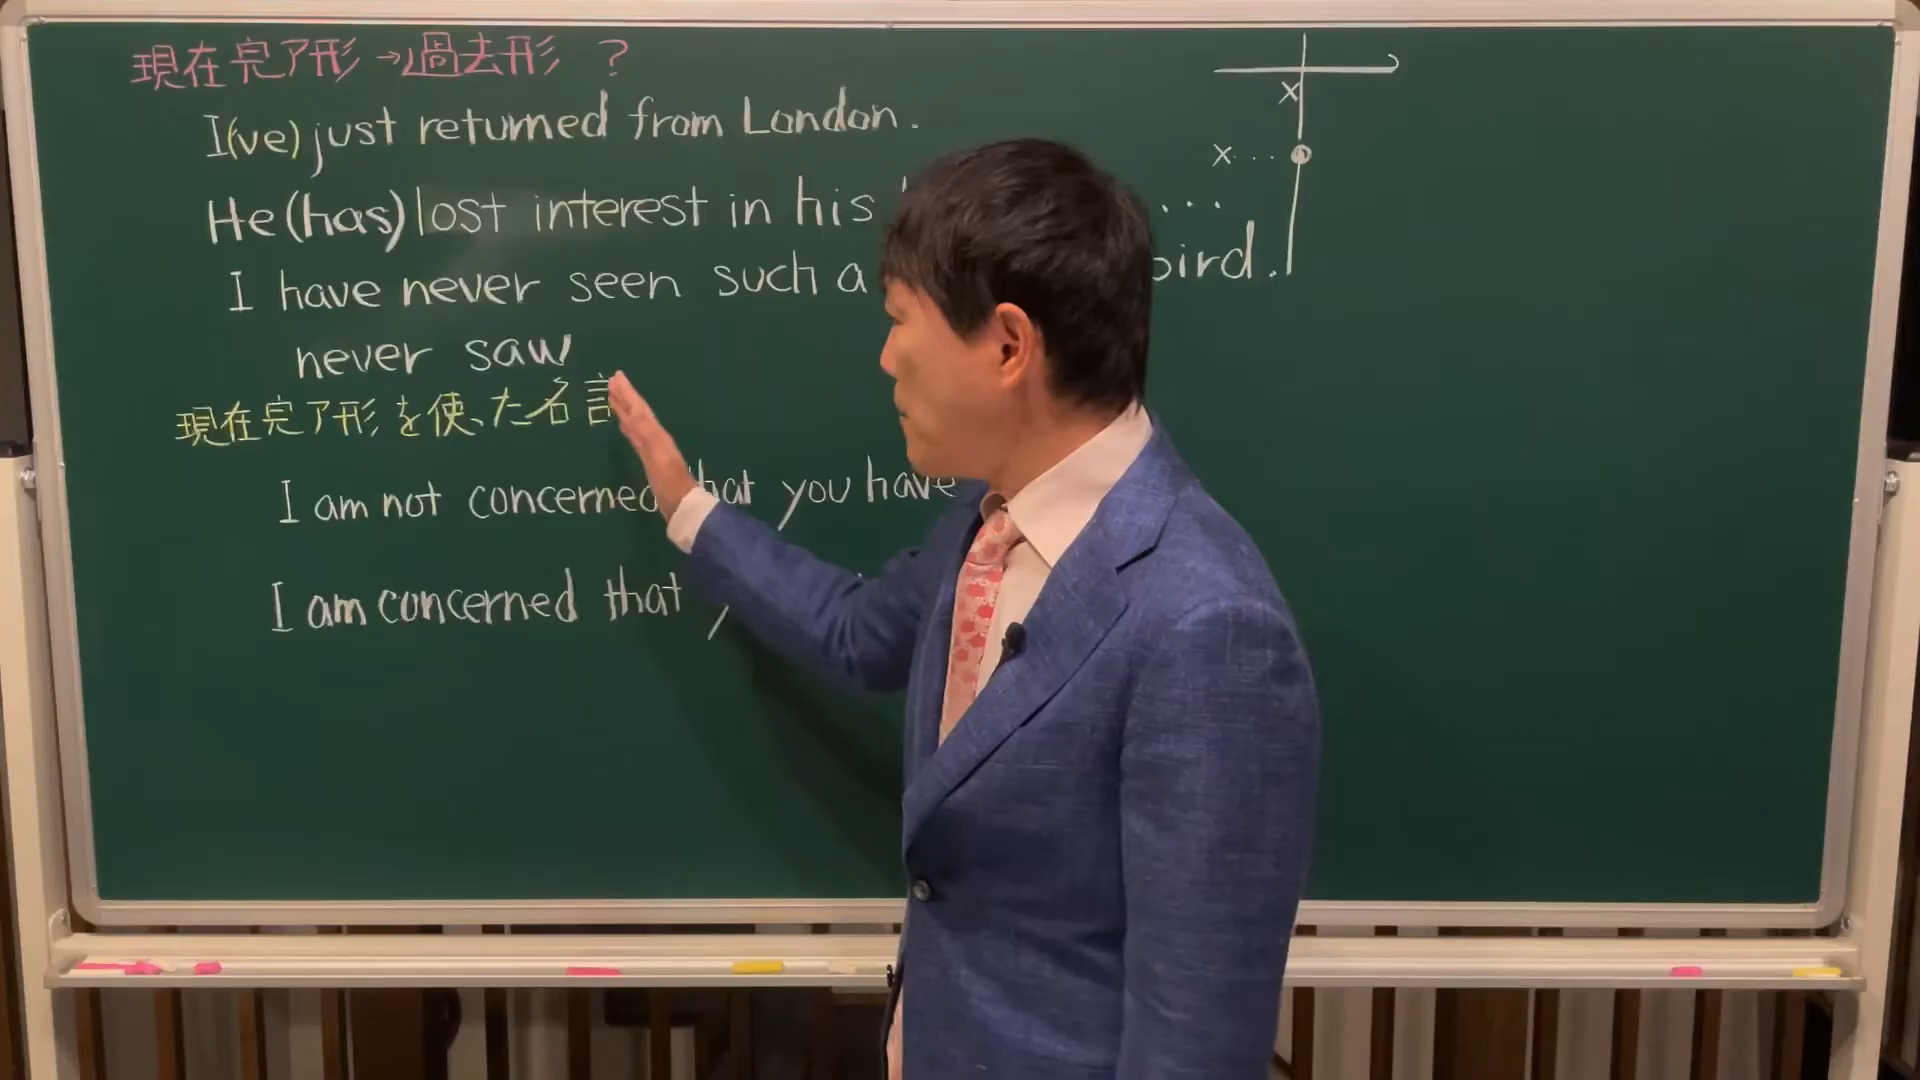 現在完了形→過去形 ?
I(ve) just returned from London.
He (has) lost interest in his ...
I have never seen such a
never saw
現在完了形を使った名言
I am not concerned that you have
I am concerned that